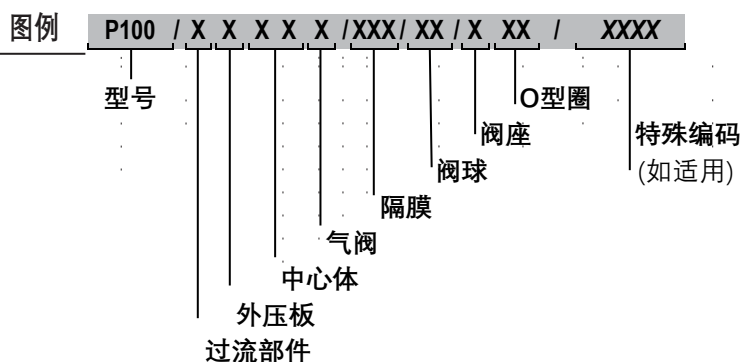 图例 P100 / X X X X X / XXX / XX / X XX / XXXX
型号 O型圈
阀座 特殊编码
阀球 (如适用)
隔膜
气阀
中心体
外压板
过流部件